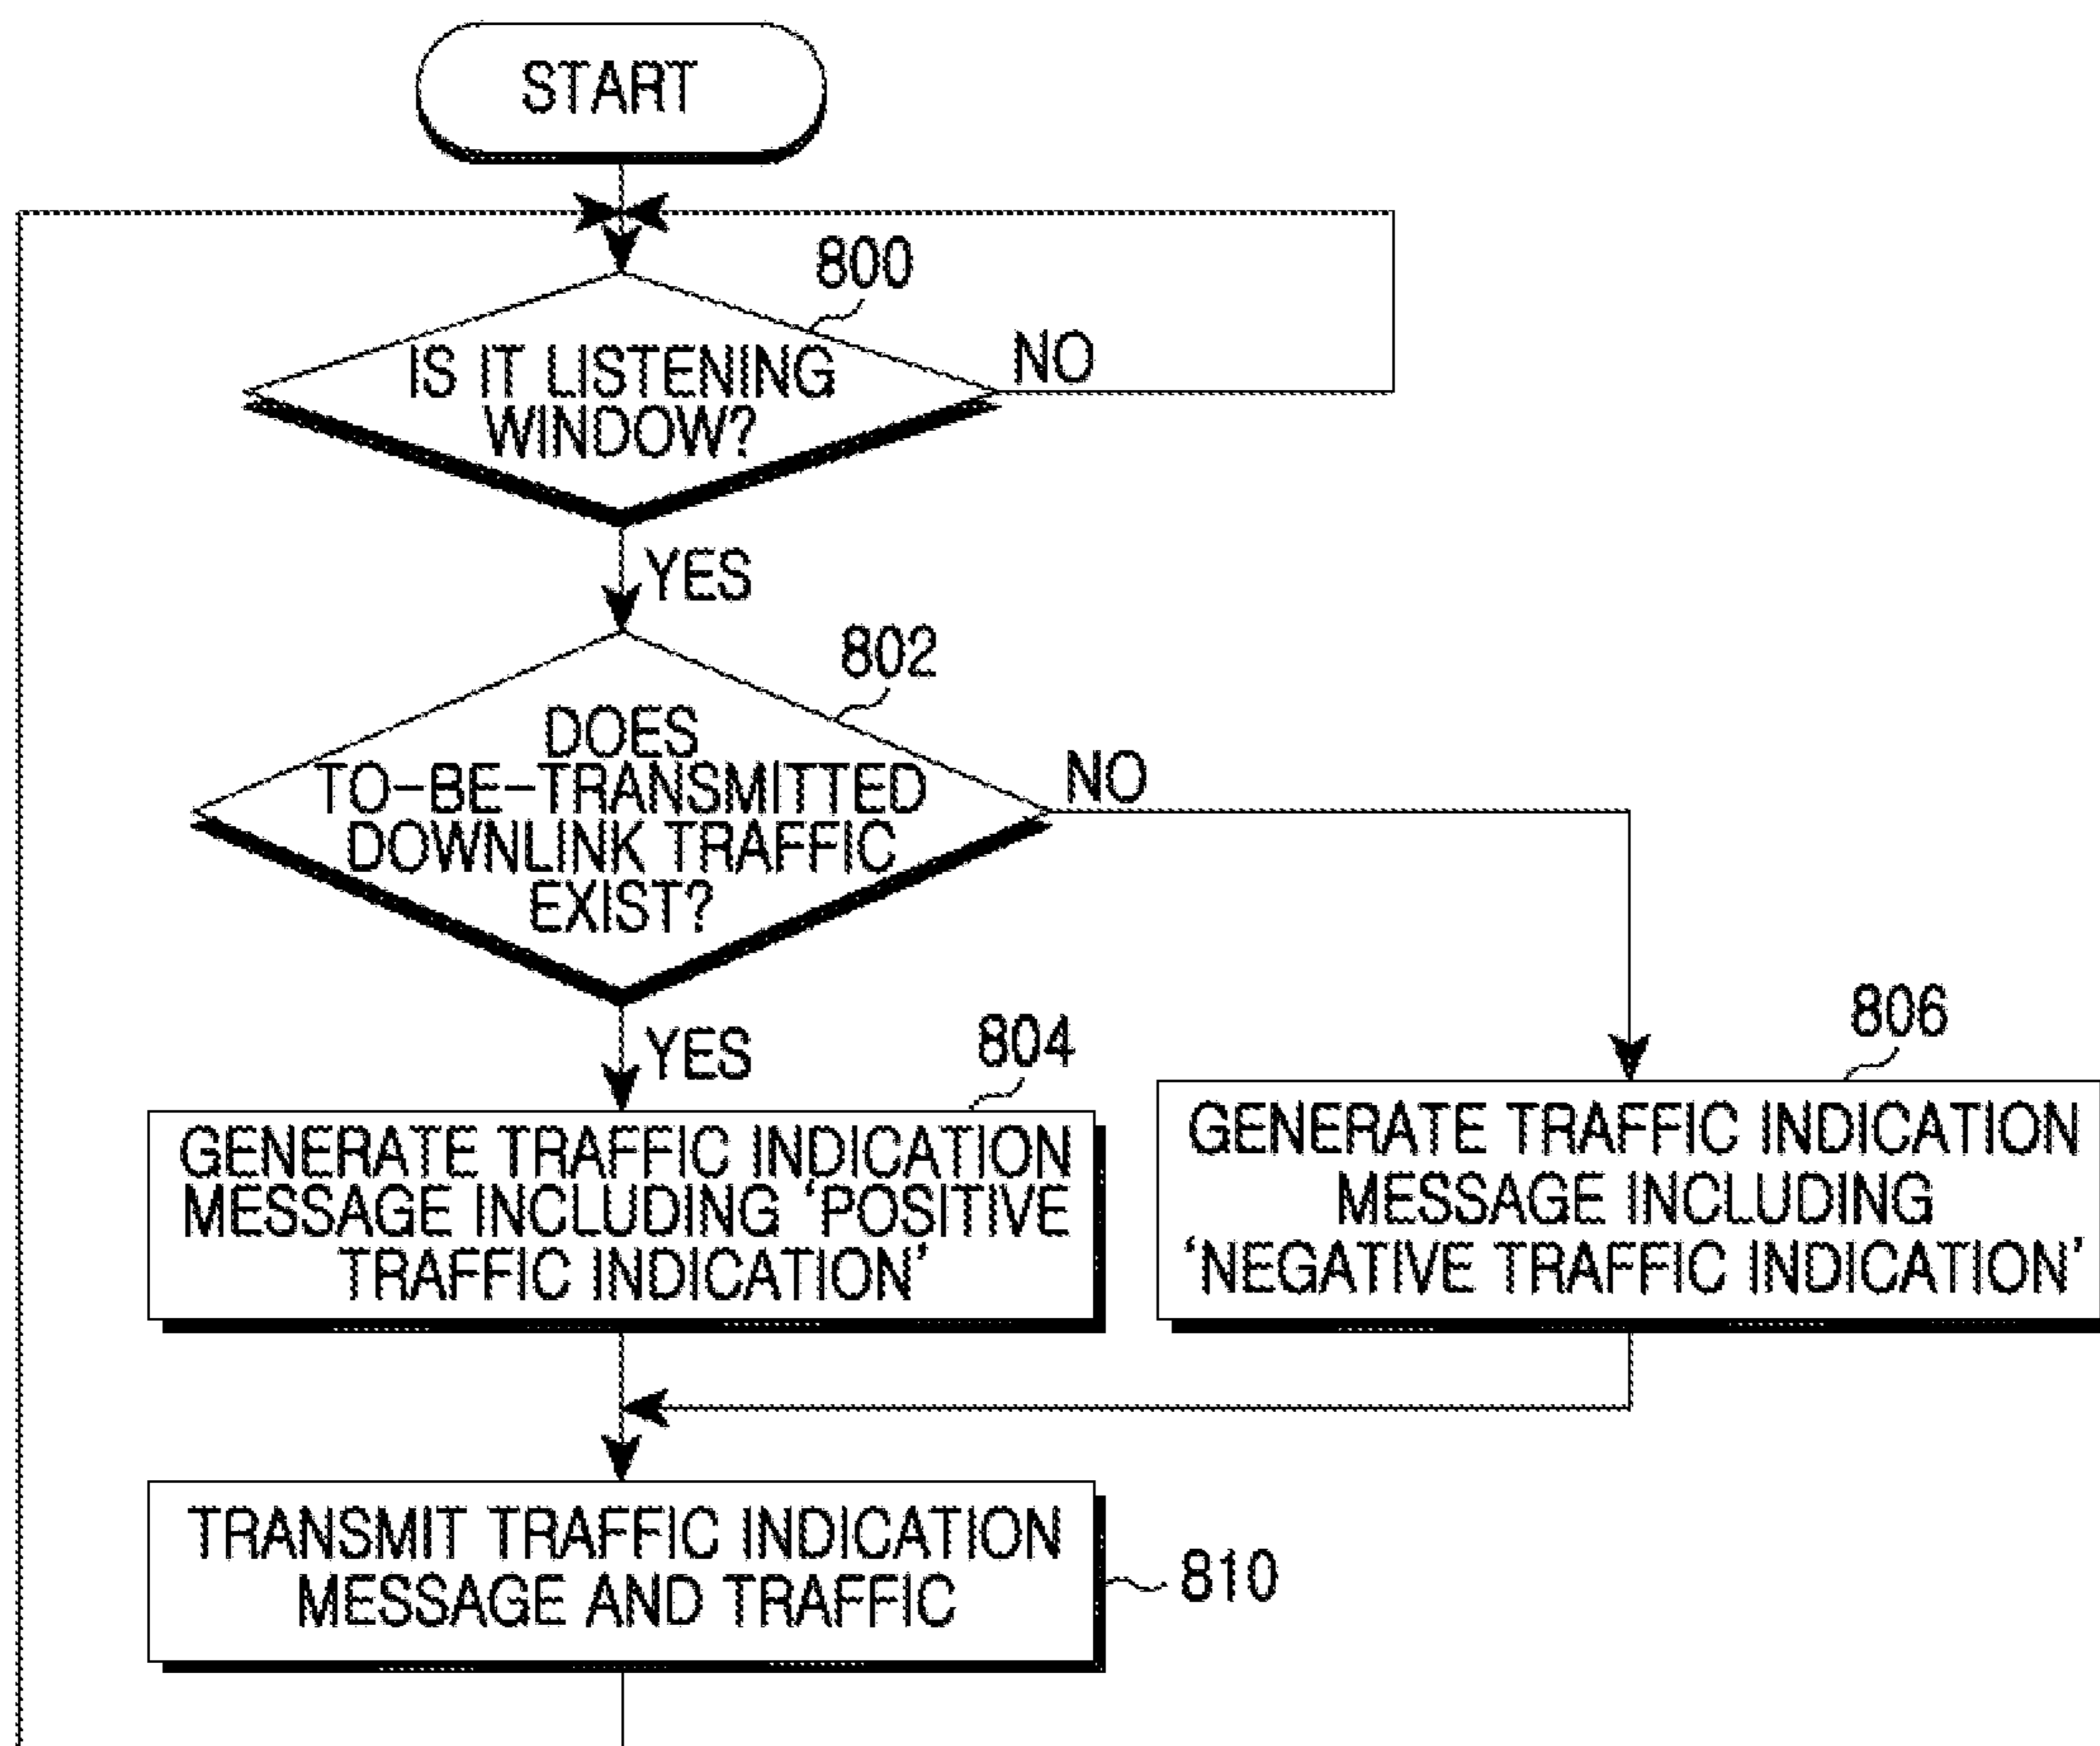 START
800
IS IT LISTENING
WINDOW?
NO
YES
802
DOES
TO-BE-TRANSMITTED
DOWNLINK TRAFFIC
EXIST?
NO
YES
804
GENERATE TRAFFIC INDICATION
MESSAGE INCLUDING ‘POSITIVE
TRAFFIC INDICATION’
806
GENERATE TRAFFIC INDICATION
MESSAGE INCLUDING
‘NEGATIVE TRAFFIC INDICATION’
TRANSMIT TRAFFIC INDICATION
MESSAGE AND TRAFFIC
810